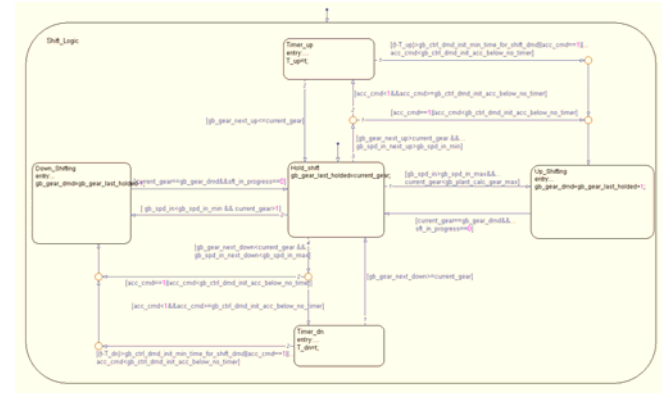 Shift_Logic
Timer_up
entry:...
T_up=t;
[(t-T_up)>gb_ctrl_dmd_init_min_time_for_shift_dmd||acc_cmd==1||...
acc_cmd<gb_ctrl_dmd_init_acc_below_no_timer]
[acc_cmd<1&&acc_cmd>=gb_ctrl_dmd_init_acc_below_no_timer]
[acc_cmd==1||acc_cmd<gb_ctrl_dmd_init_acc_below_no_timer]
[gb_gear_next_up<=current_gear]
[gb_gear_next_up>current_gear &&...
gb_spd_in_next_up>gb_spd_in_min]
Down_Shifting
entry:...
gb_gear_dmd=gb_gear_last_holded-1;
[current_gear==gb_gear_dmd&&sft_in_progress==0]
Hold_shift
gb_gear_last_holded=current_gear;
[gb_spd_in>gb_spd_in_max&&...
current_gear<gb_plant_calc_gear_max]
Up_Shifting
entry:...
gb_gear_dmd=gb_gear_last_holded+1;
[ gb_spd_in<gb_spd_in_min && current_gear>1]
[current_gear==gb_gear_dmd&&...
sft_in_progress==0]
[gb_gear_next_down<current_gear &&...
gb_spd_in_next_down<gb_spd_in_max]
[gb_gear_next_down>=current_gear]
[acc_cmd==1||acc_cmd<gb_ctrl_dmd_init_acc_below_no_timer]
[acc_cmd<1&&acc_cmd>=gb_ctrl_dmd_init_acc_below_no_timer]
Timer_dn
entry:...
T_dn=t;
[(t-T_dn)>gb_ctrl_dmd_init_min_time_for_shift_dmd||acc_cmd==1||...
acc_cmd<gb_ctrl_dmd_init_acc_below_no_timer]